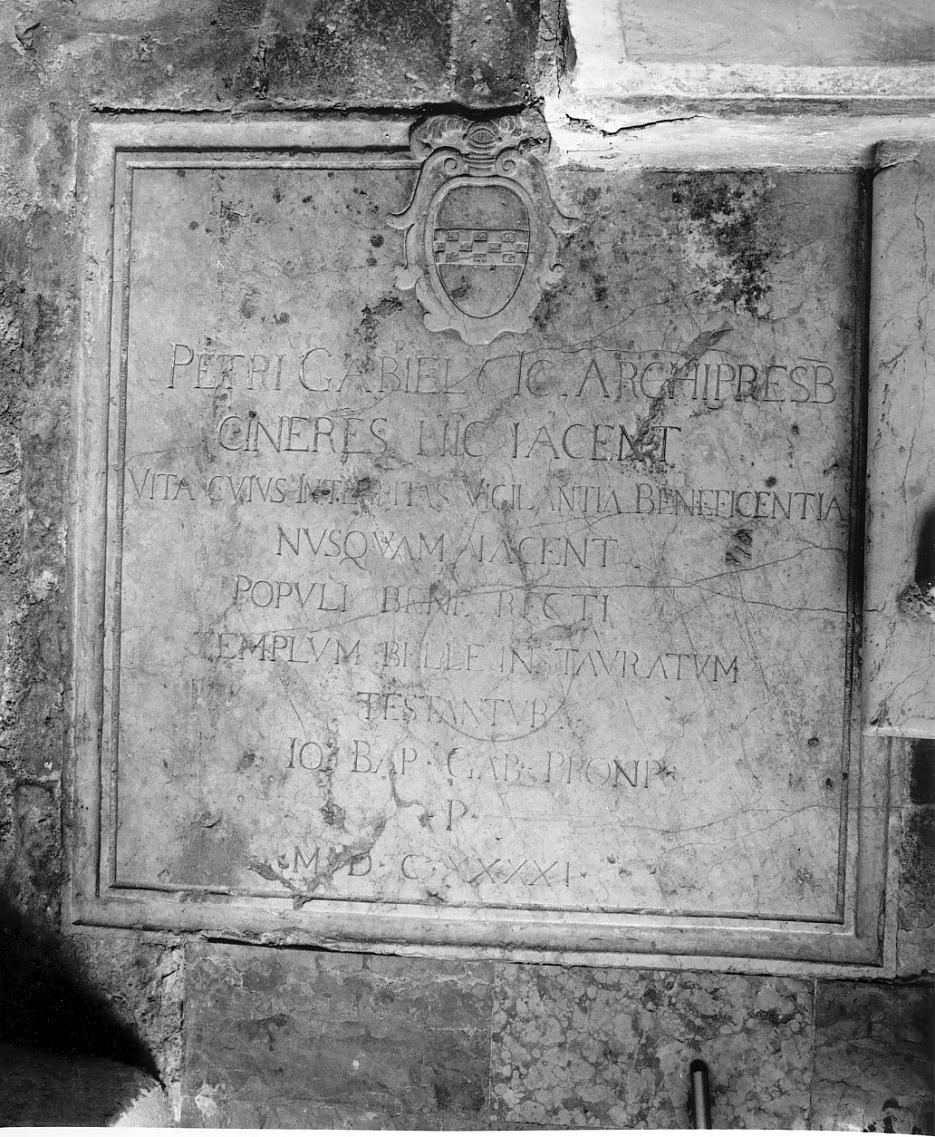 PETRI GABIEL IC. ARCHIPRESB
CINERES HIC IACENT
VITA CVIVS INTEGRITAS VIGILANTIA BENEFICENTIA
NVSQVAM IACENT
POPVLI BENE RECTI
TEMPLVM BELLE INSTAVRATVM
TESTANTVR
IO BAP. GAB. PRONP.
P.
M D C XXXXI